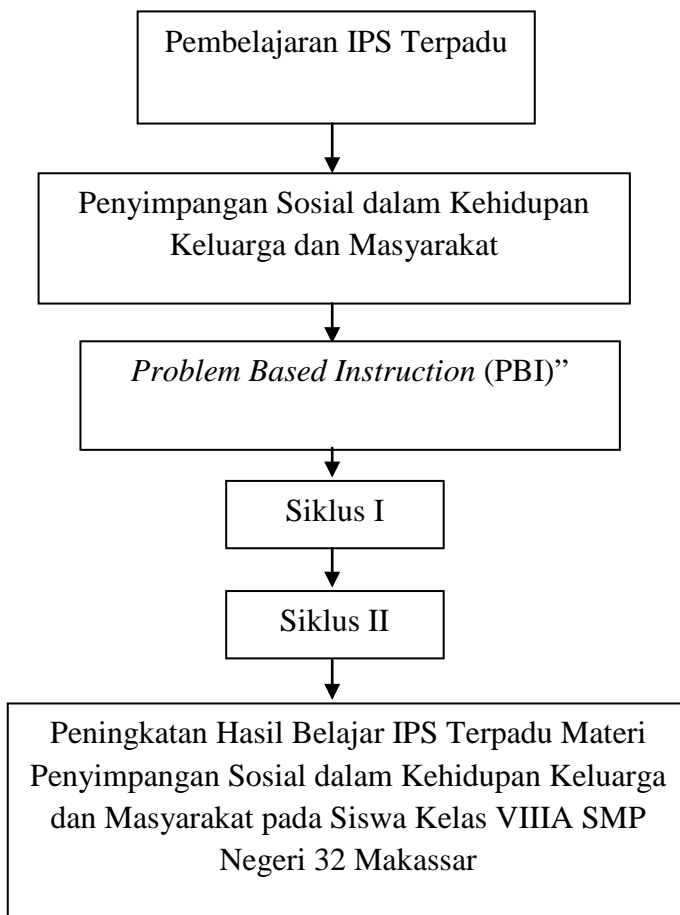 Pembelajaran IPS Terpadu
Penyimpangan Sosial dalam Kehidupan
Keluarga dan Masyarakat
Problem Based Instruction (PBI)”
Siklus I
Siklus II
Peningkatan Hasil Belajar IPS Terpadu Materi
Penyimpangan Sosial dalam Kehidupan Keluarga
dan Masyarakat pada Siswa Kelas VIIIA SMP
Negeri 32 Makassar